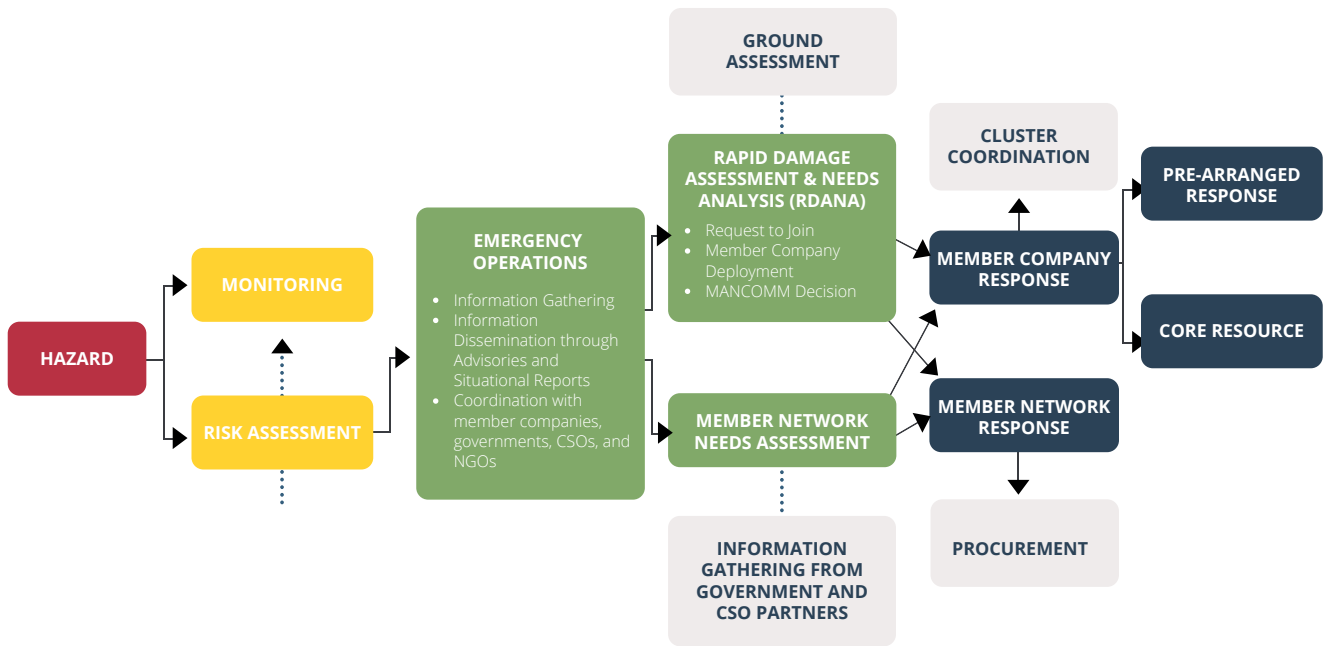 HAZARD
MONITORING
RISK ASSESSMENT
EMERGENCY
OPERATIONS
• Information Gathering
• Information
Dissemination through
Advisories and
Situational Reports
• Coordination with
member companies,
governments, CSOs, and
NGOs
GROUND
ASSESSMENT
RAPID DAMAGE
ASSESSMENT & NEEDS
ANALYSIS (RDANA)
• Request to Join
• Member Company
Deployment
• MANCOMM Decision
MEMBER NETWORK
NEEDS ASSESSMENT
INFORMATION
GATHERING FROM
GOVERNMENT AND
CSO PARTNERS
CLUSTER
COORDINATION
MEMBER COMPANY
RESPONSE
MEMBER NETWORK
RESPONSE
PROCUREMENT
PRE-ARRANGED
RESPONSE
CORE RESOURCE